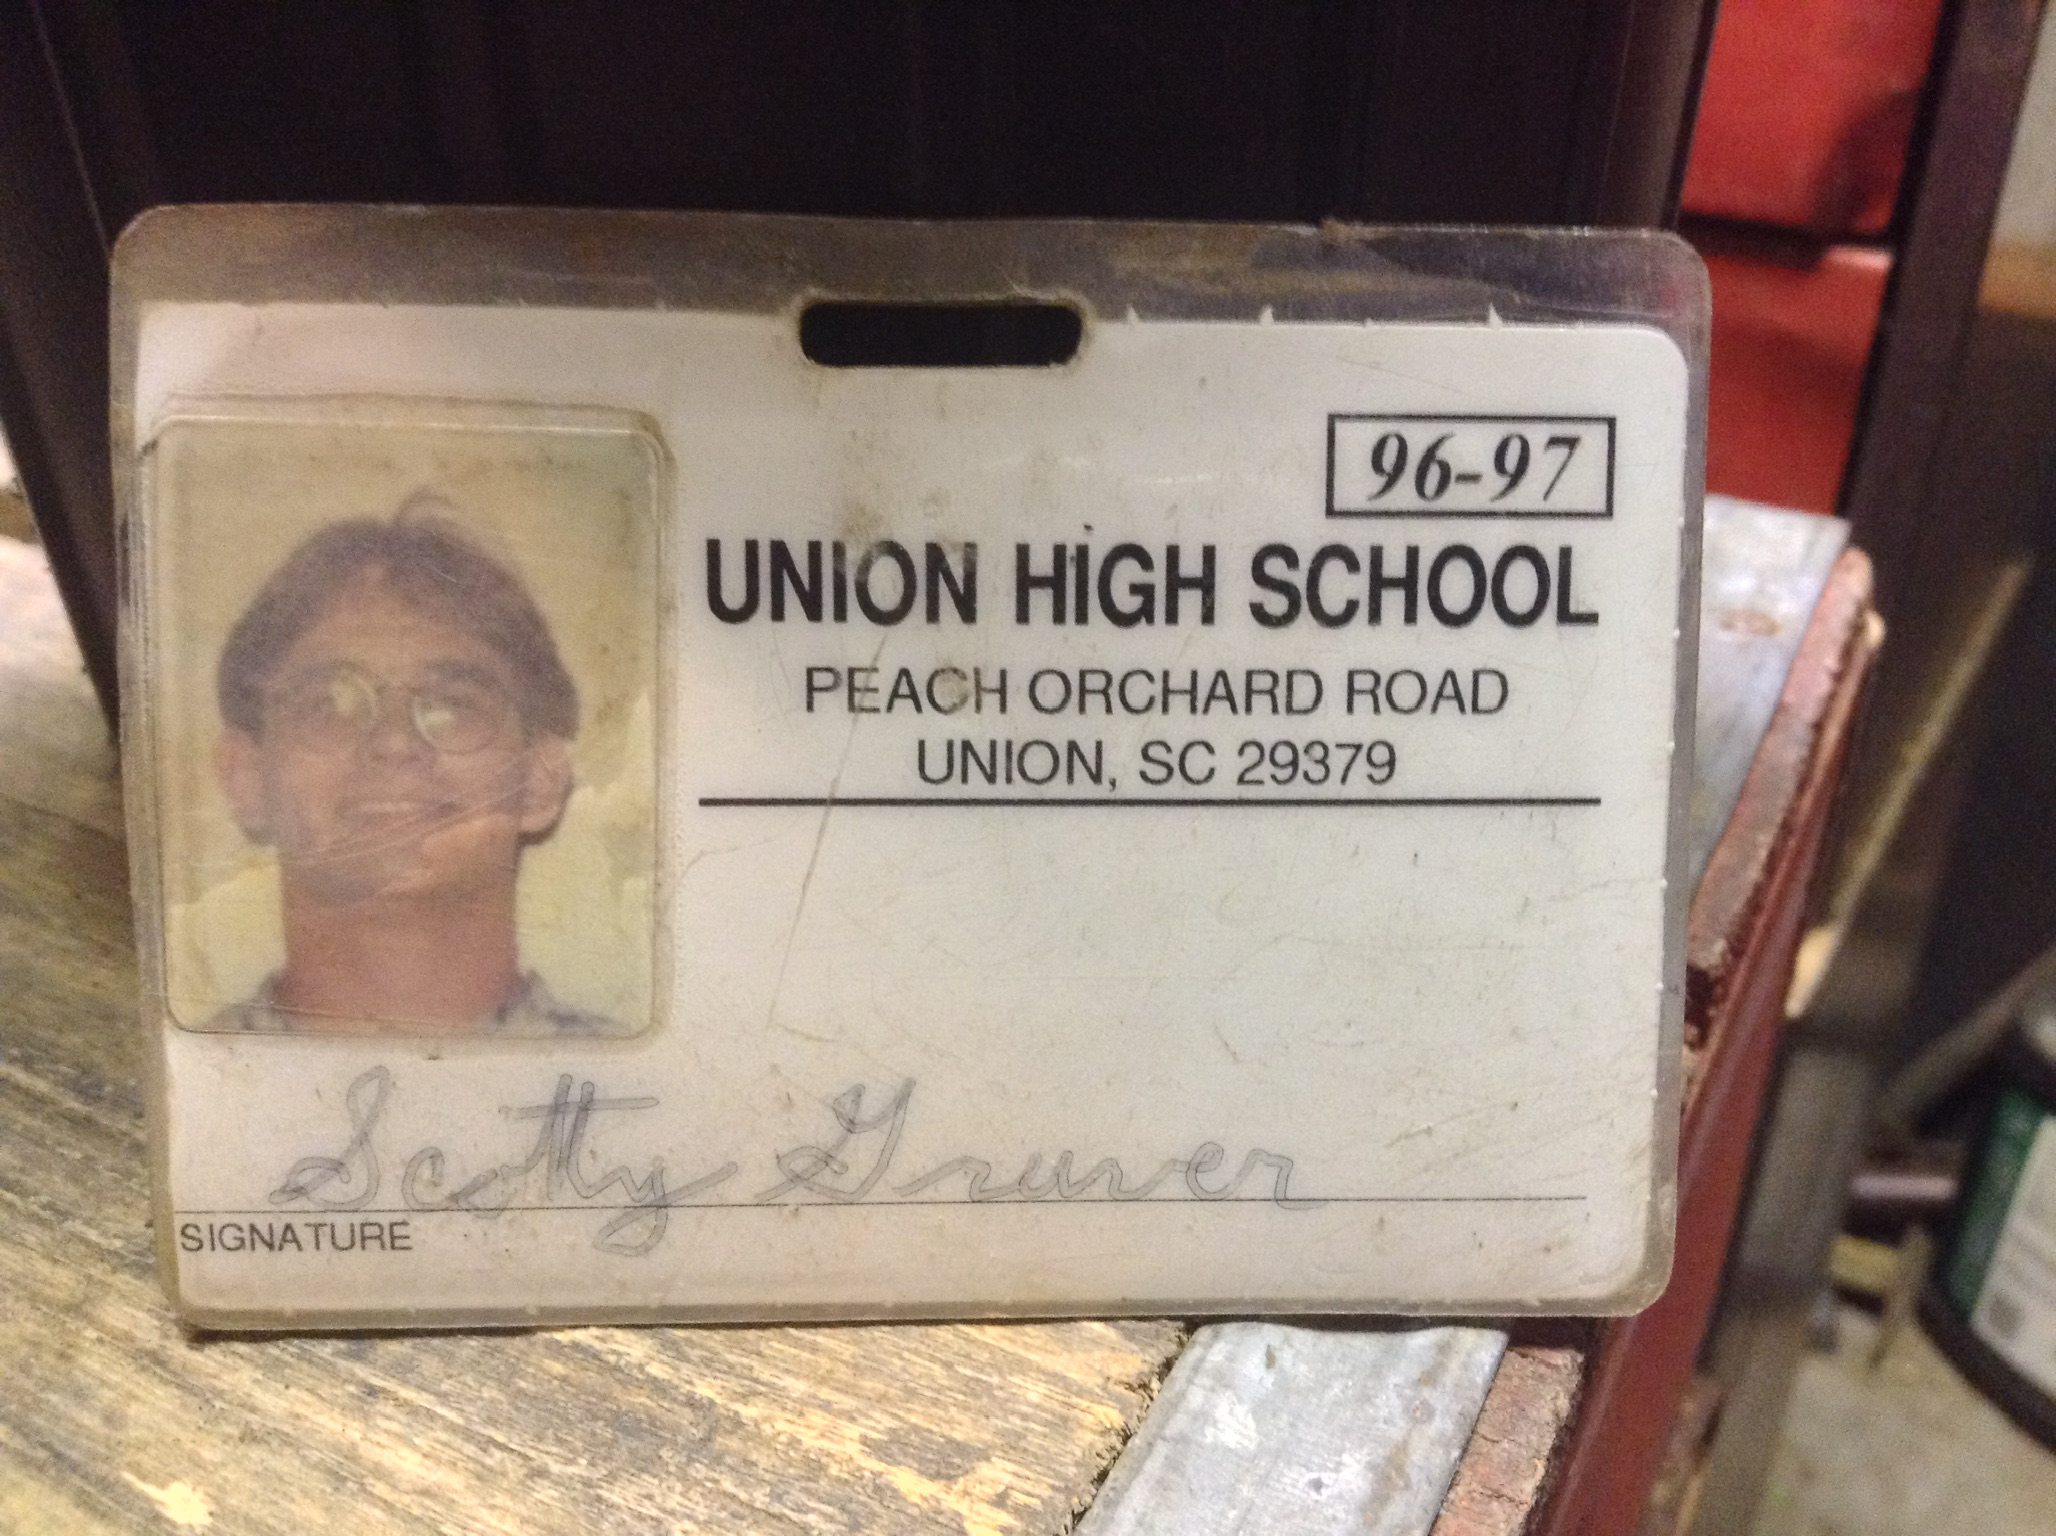 96-97
UNION HIGH SCHOOL
PEACH ORCHARD ROAD
UNION, SC 29379
Scotty Gruver
SIGNATURE